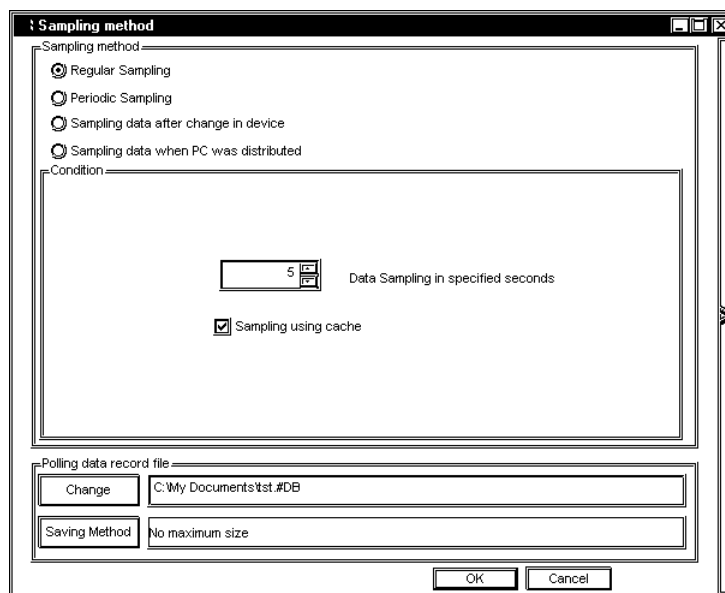 Sampling method
Sampling method
Regular Sampling
Periodic Sampling
Sampling data after change in device
Sampling data when PC was distributed
Condition
5
Data Sampling in specified seconds
Sampling using cache
Polling data record file
Change
C:\My Documents\tst.#DB
Saving Method
No maximum size
OK
Cancel